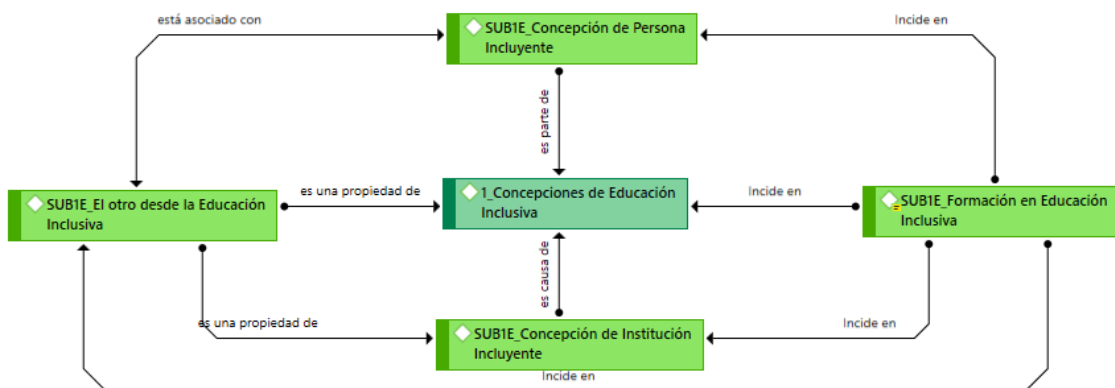 está asociado con
Incide en
SUB1E_Concepción de Persona
Incluyente
es parte de
es una propiedad de
1_Concepciones de Educación
Inclusiva
Incide en
SUB1E_El otro desde la Educación
Inclusiva
SUB1E_Formación en Educación
Inclusiva
es causa de
es una propiedad de
SUB1E_Concepción de Institución
Incluyente
Incide en
Incide en